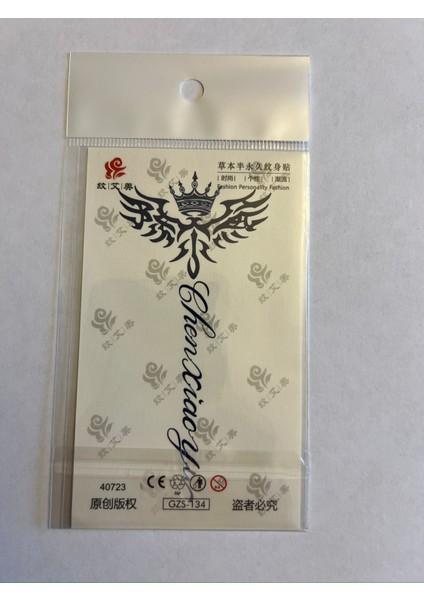 纹|艾|美
草本半永久纹身贴
|时尚| |个性| |潮流|
Fashion Personality Fashion
ChenXiaoyu
40723
CE
原创版权
GZS-134
盗者必究